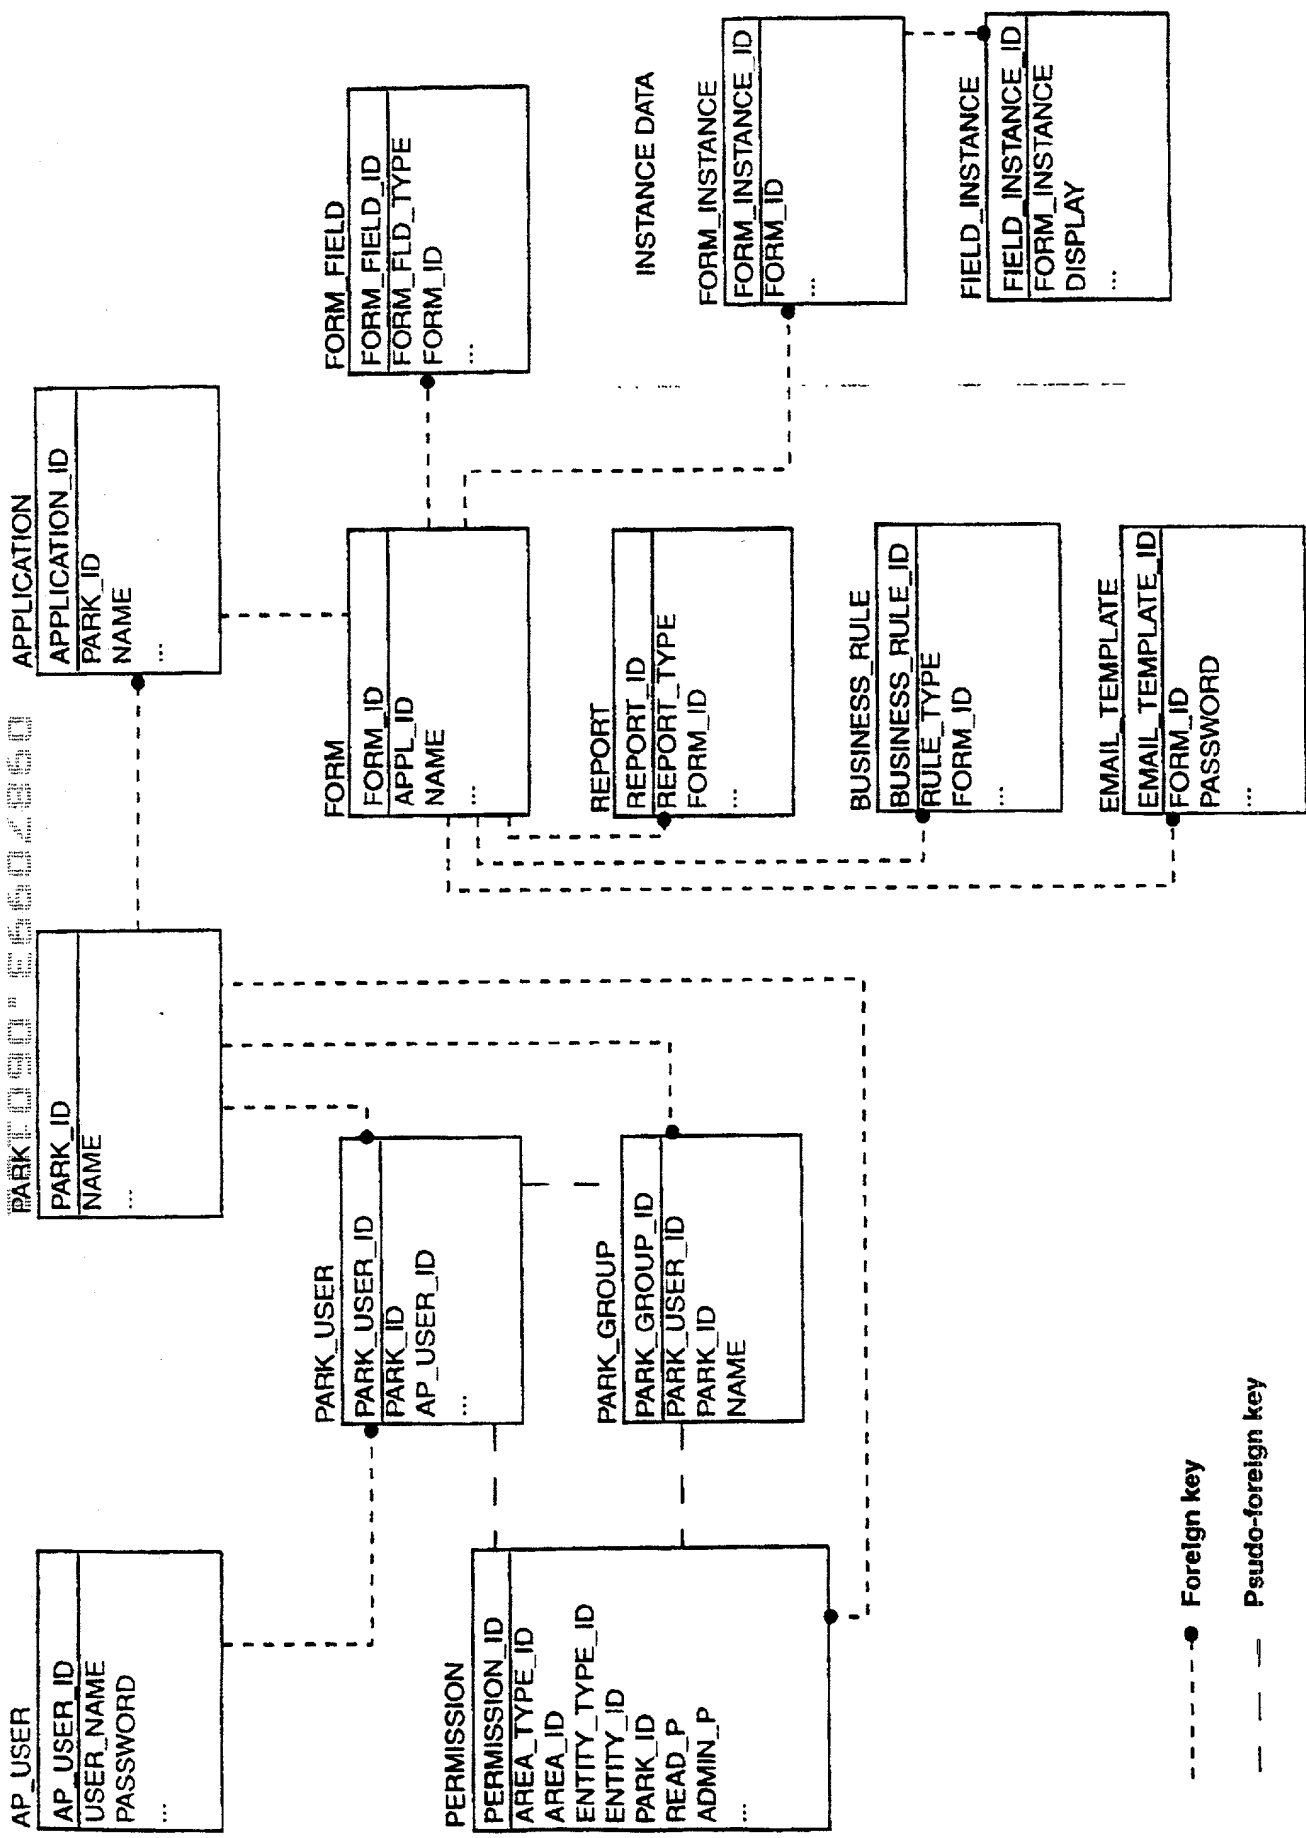 AP_USER
AP_USER_ID
USER_NAME
PASSWORD
...
PARK
PARK_ID
NAME
...
APPLICATION
APPLICATION_ID
PARK_ID
NAME
...
PERMISSION
PERMISSION_ID
AREA_TYPE_ID
AREA_ID
ENTITY_TYPE_ID
ENTITY_ID
PARK_ID
READ_P
ADMIN_P
...
PARK_USER
PARK_USER_ID
PARK_ID
AP_USER_ID
...
PARK_GROUP
PARK_GROUP_ID
PARK_USER_ID
PARK_ID
NAME
FORM
FORM_ID
APPL_ID
NAME
...
FORM_FIELD
FORM_FIELD_ID
FORM_FLD_TYPE
FORM_ID
...
REPORT
REPORT_ID
REPORT_TYPE
FORM_ID
...
BUSINESS_RULE
BUSINESS_RULE_ID
RULE_TYPE
FORM_ID
...
EMAIL_TEMPLATE
EMAIL_TEMPLATE_ID
FORM_ID
PASSWORD
...
INSTANCE DATA
FORM_INSTANCE
FORM_INSTANCE_ID
FORM_ID
...
FIELD_INSTANCE
FIELD_INSTANCE_ID
FORM_INSTANCE
DISPLAY
...
Foreign key
Psudo-foreign key